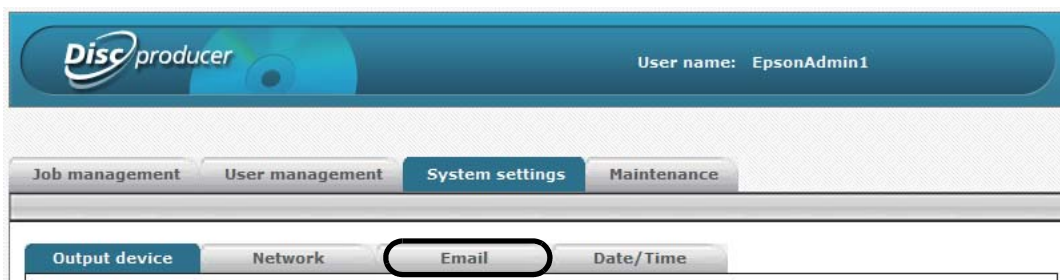 Disc producer
User name: EpsonAdmin1
Job management User management System settings Maintenance
Output device Network Email Date/Time